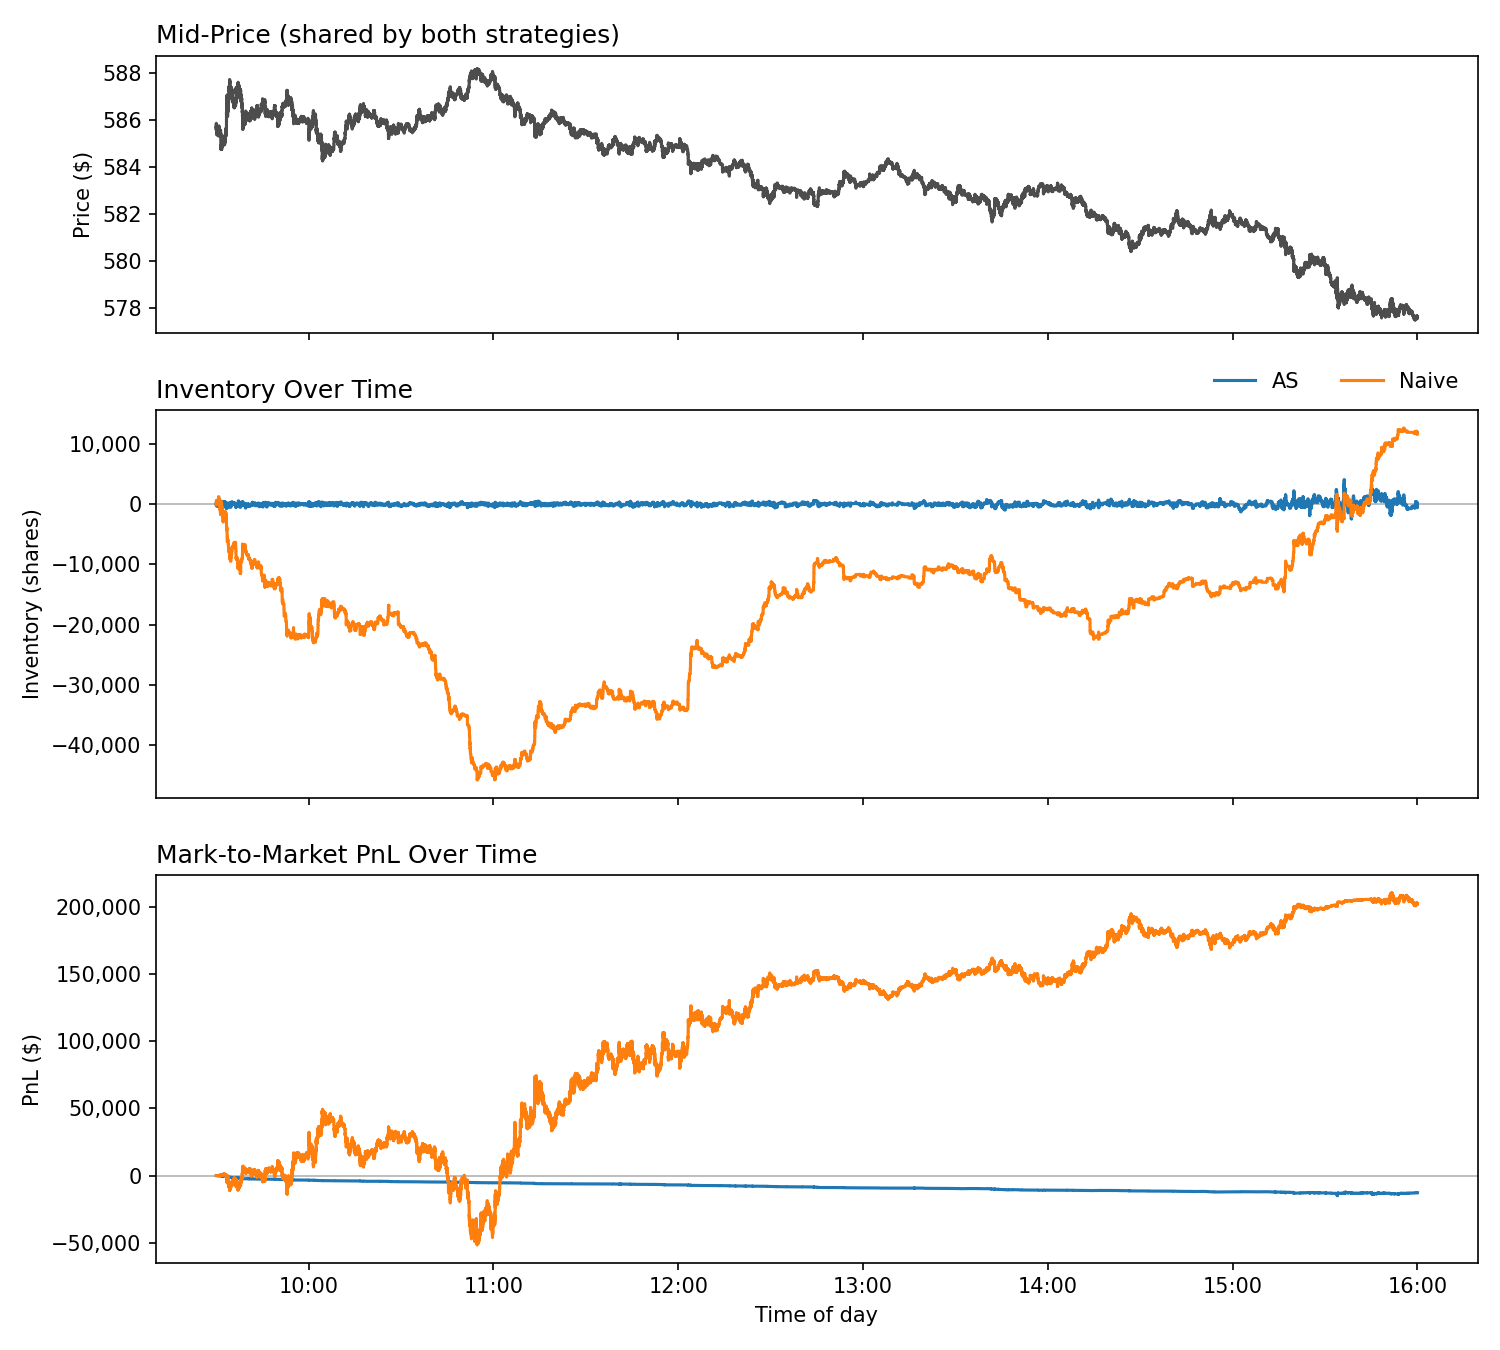 Mid-Price (shared by both strategies)
588
586
584
582
580
578
Price ($)
Inventory Over Time
AS
Naive
10,000
0
−10,000
−20,000
−30,000
−40,000
Inventory (shares)
Mark-to-Market PnL Over Time
200,000
150,000
100,000
50,000
0
−50,000
PnL ($)
10:00 11:00 12:00 13:00 14:00 15:00 16:00
Time of day